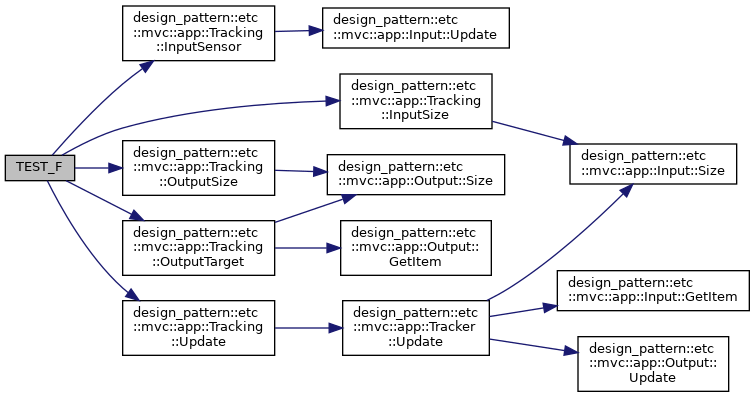 design_pattern::etc
::mvc::app::Tracking
::InputSensor
design_pattern::etc
::mvc::app::Input::Update
design_pattern::etc
::mvc::app::Tracking
::InputSize
TEST_F
design_pattern::etc
::mvc::app::Tracking
::OutputSize
design_pattern::etc
::mvc::app::Output::Size
design_pattern::etc
::mvc::app::Input::Size
design_pattern::etc
::mvc::app::Tracking
::OutputTarget
design_pattern::etc
::mvc::app::Output::
GetItem
design_pattern::etc
::mvc::app::Input::GetItem
design_pattern::etc
::mvc::app::Tracking
::Update
design_pattern::etc
::mvc::app::Tracker
::Update
design_pattern::etc
::mvc::app::Output::
Update